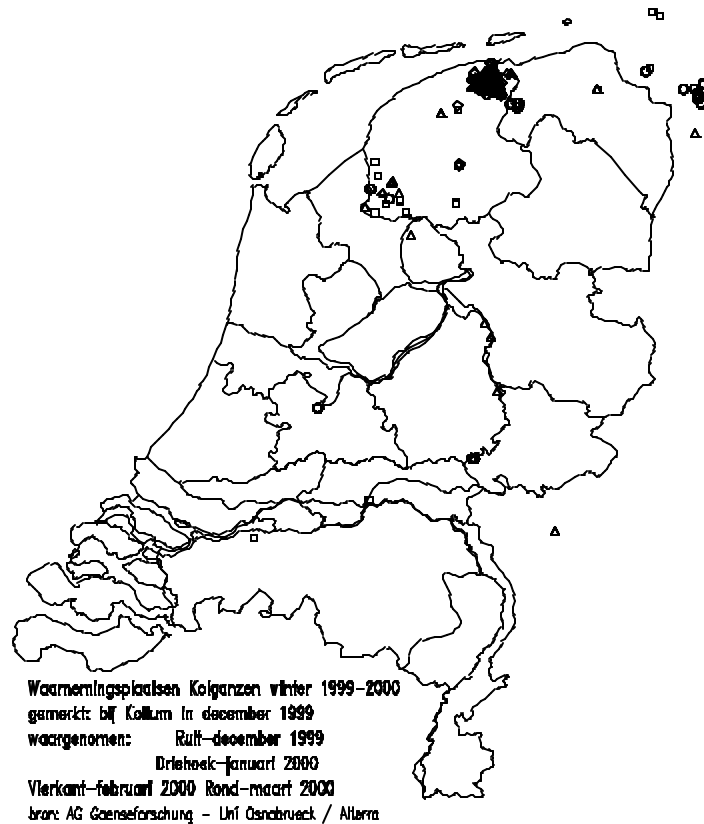 Waarnemingsplaatsen Kolganzen winter 1999-2000
gemerkt: bij Kollum in december 1999
waargenomen: Ruit-december 1999
Driehoek-januari 2000
Vierkant-februari 2000 Rond-maart 2000
bron: AG Gaenseforschung - Uni Osnabrueck / Alterra